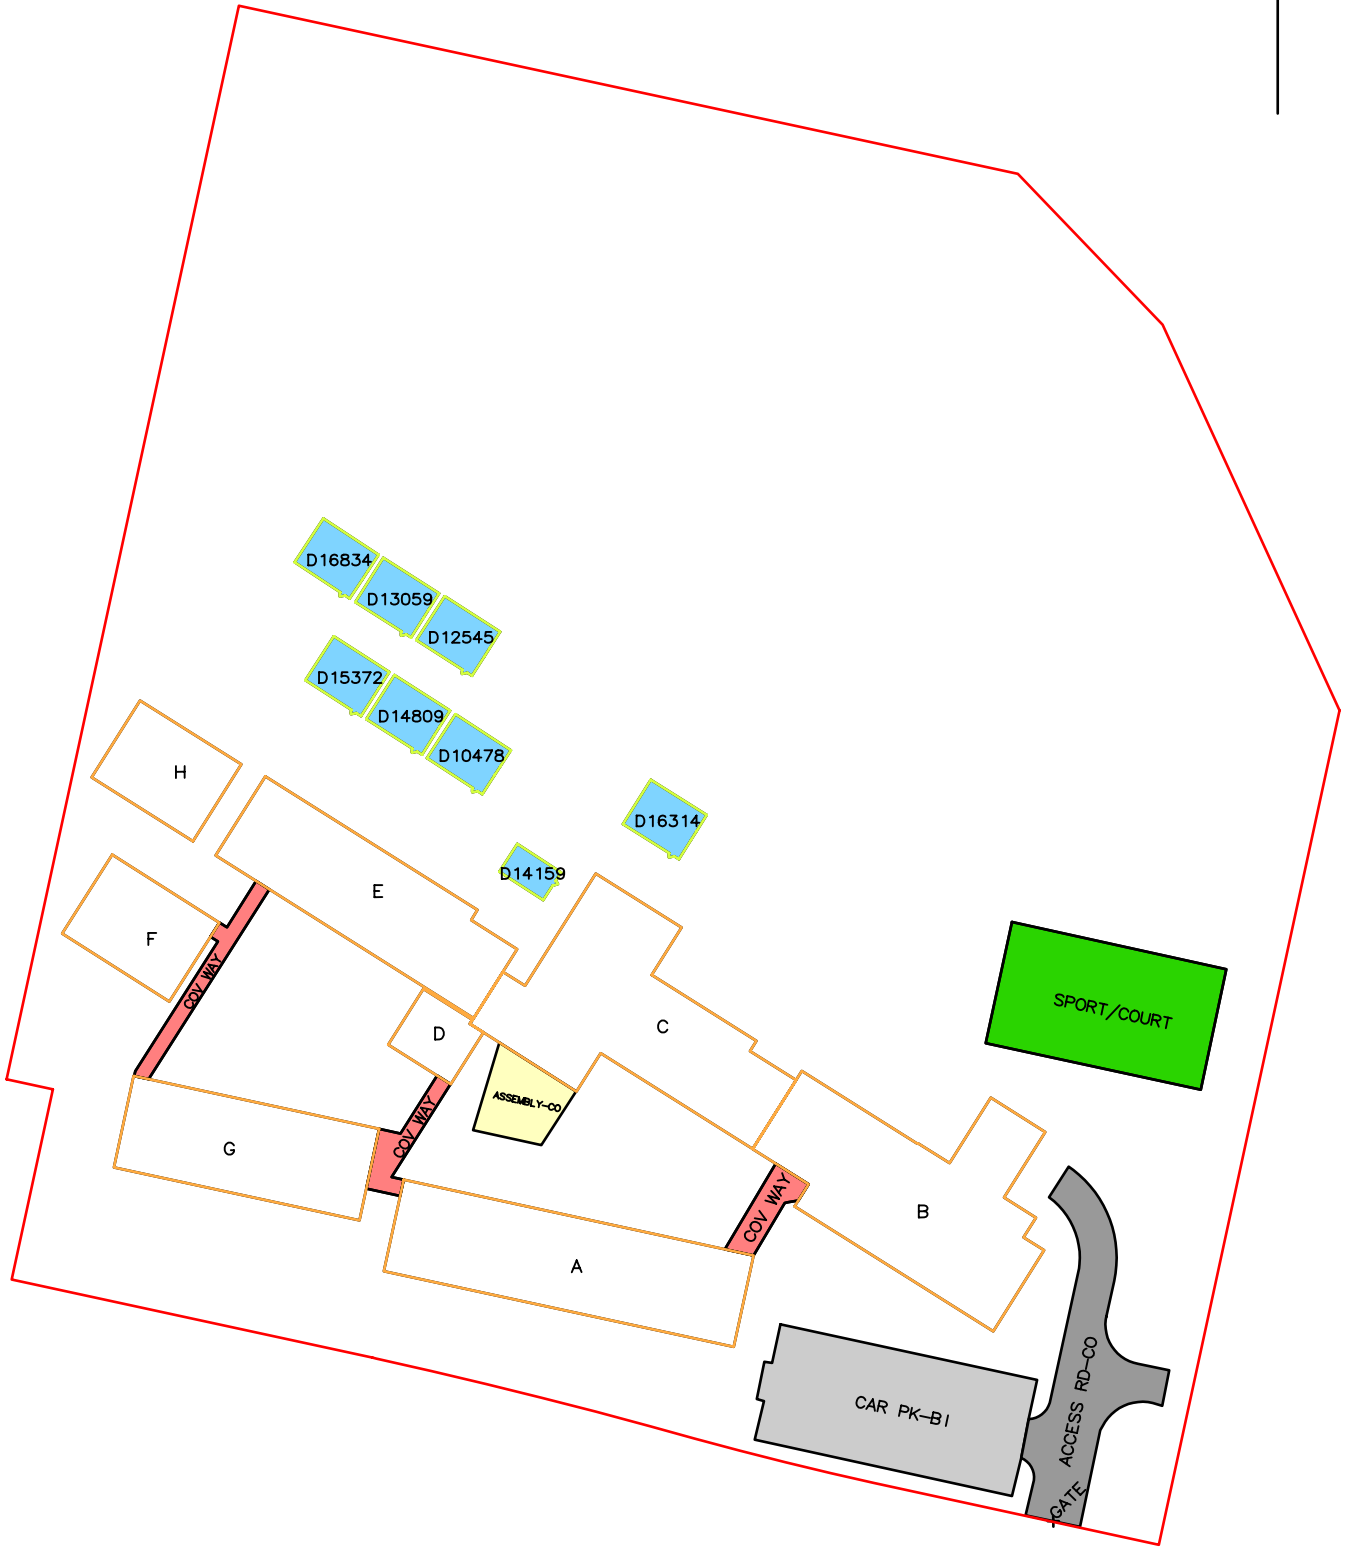 D16834
D13059
D12545
D15372
D14809
D10478
H
D16314
D14159
E
F
COV WAY
SPORT/COURT
C
D
ASSEMBLY-CO
COV WAY
G
COV WAY
B
A
CAR PK-BI
ACCESS RD-CO
GATE